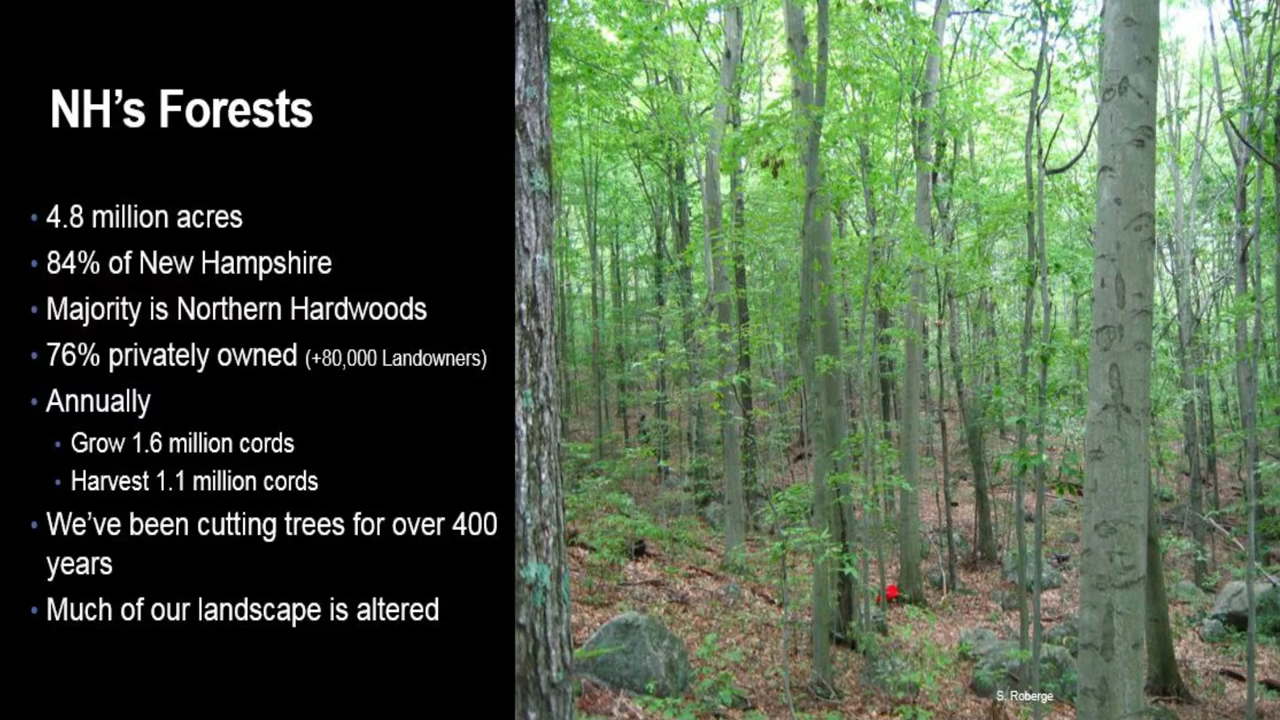 NH's Forests
• 4.8 million acres
• 84% of New Hampshire
• Majority is Northern Hardwoods
• 76% privately owned (+80,000 Landowners)
• Annually
• Grow 1.6 million cords
• Harvest 1.1 million cords
• We've been cutting trees for over 400
years
• Much of our landscape is altered
S. Roberge